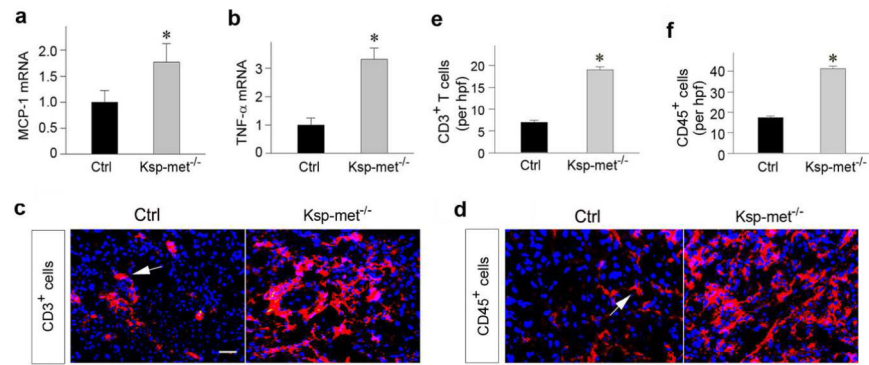 a
MCP-1 mRNA
2.0
1.5
1.0
0.5
0
*
Ctrl
Ksp-met-/-
b
TNF-α mRNA
3
2
1
0
*
Ctrl
Ksp-met-/-
e
CD3+ T cells
(per hpf)
20
15
10
5
0
*
Ctrl
Ksp-met-/-
f
CD45+ cells
(per hpf)
40
30
20
10
0
*
Ctrl
Ksp-met-/-
c
Ctrl
Ksp-met-/-
CD3+ cells
d
Ctrl
Ksp-met-/-
CD45+ cells